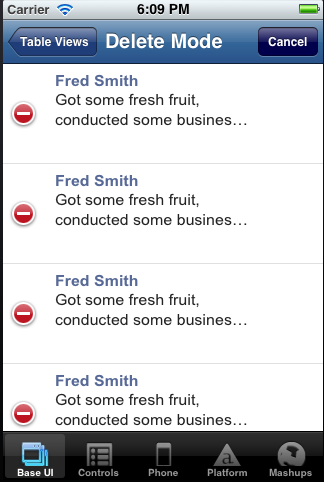 Carrier 6:09 PM
Table Views Delete Mode Cancel
Fred Smith
Got some fresh fruit,
conducted some busines…
Fred Smith
Got some fresh fruit,
conducted some busines…
Fred Smith
Got some fresh fruit,
conducted some busines…
Fred Smith
Got some fresh fruit,
conducted some busines…
Base UI Controls Phone Platform Mashups